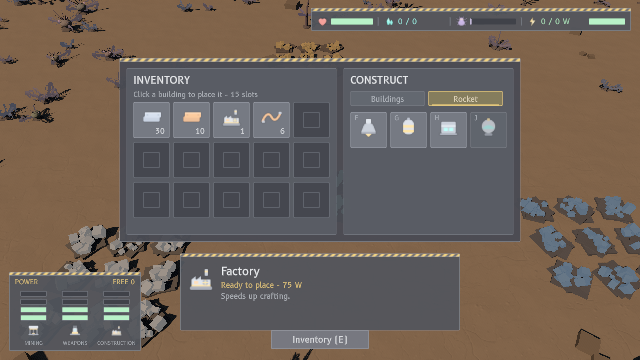 0 / 0
0 / 0 W
INVENTORY
Click a building to place it - 15 slots
30
10
1
6
CONSTRUCT
Buildings
Rocket
F
G
H
Factory
Ready to place - 75 W
Speeds up crafting.
POWER
FREE 0
MINING
WEAPONS
CONSTRUCTION
Inventory [E]